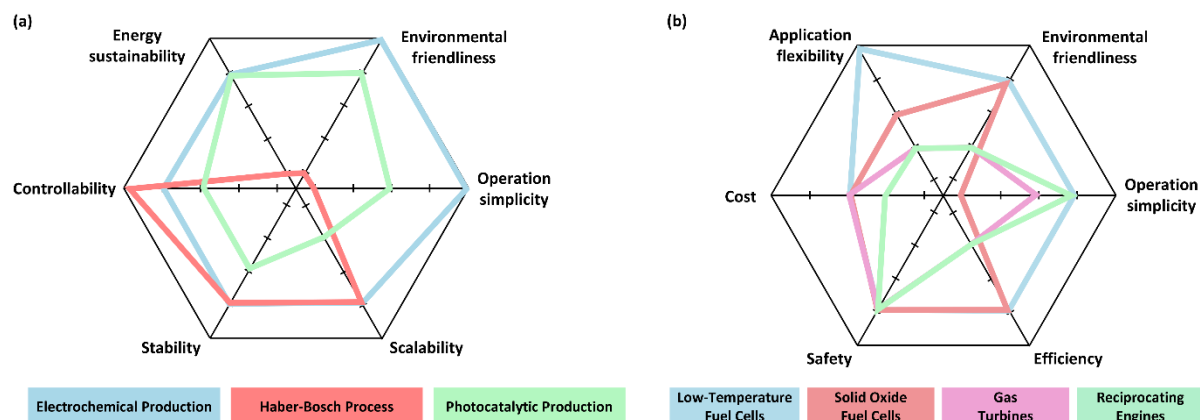 (a)
Energy
sustainability
Environmental
friendliness
Controllability
Operation
simplicity
Stability
Scalability
Electrochemical Production
Haber-Bosch Process
Photocatalytic Production
(b)
Application
flexibility
Environmental
friendliness
Cost
Operation
simplicity
Safety
Efficiency
Low-Temperature
Fuel Cells
Solid Oxide
Fuel Cells
Gas
Turbines
Reciprocating
Engines